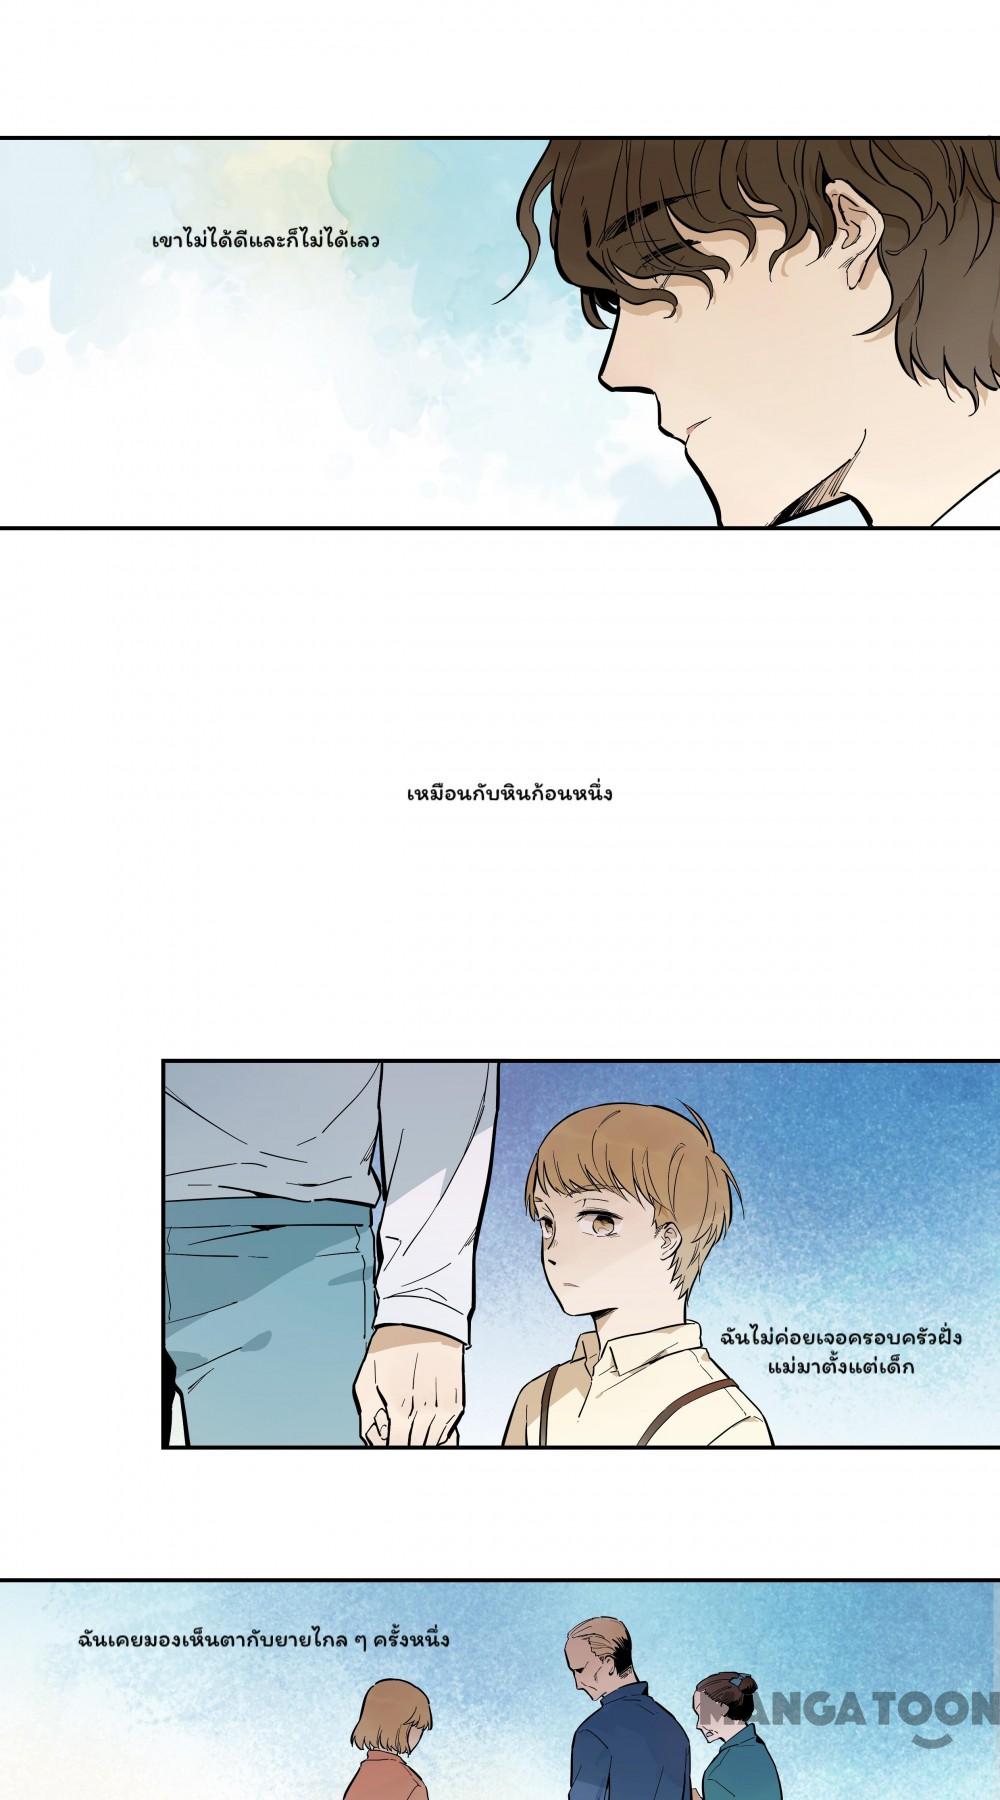 เขาไม่ได้ดีและก็ไม่ได้เลว
เหมือนกับหินก้อนหนึ่ง
ฉันไม่ค่อยเจอครอบครัวฝั่ง
แม่มาตั้งแต่เด็ก
ฉันเคยมองเห็นตากับยายไกล ๆ ครั้งหนึ่ง
MANGATOON